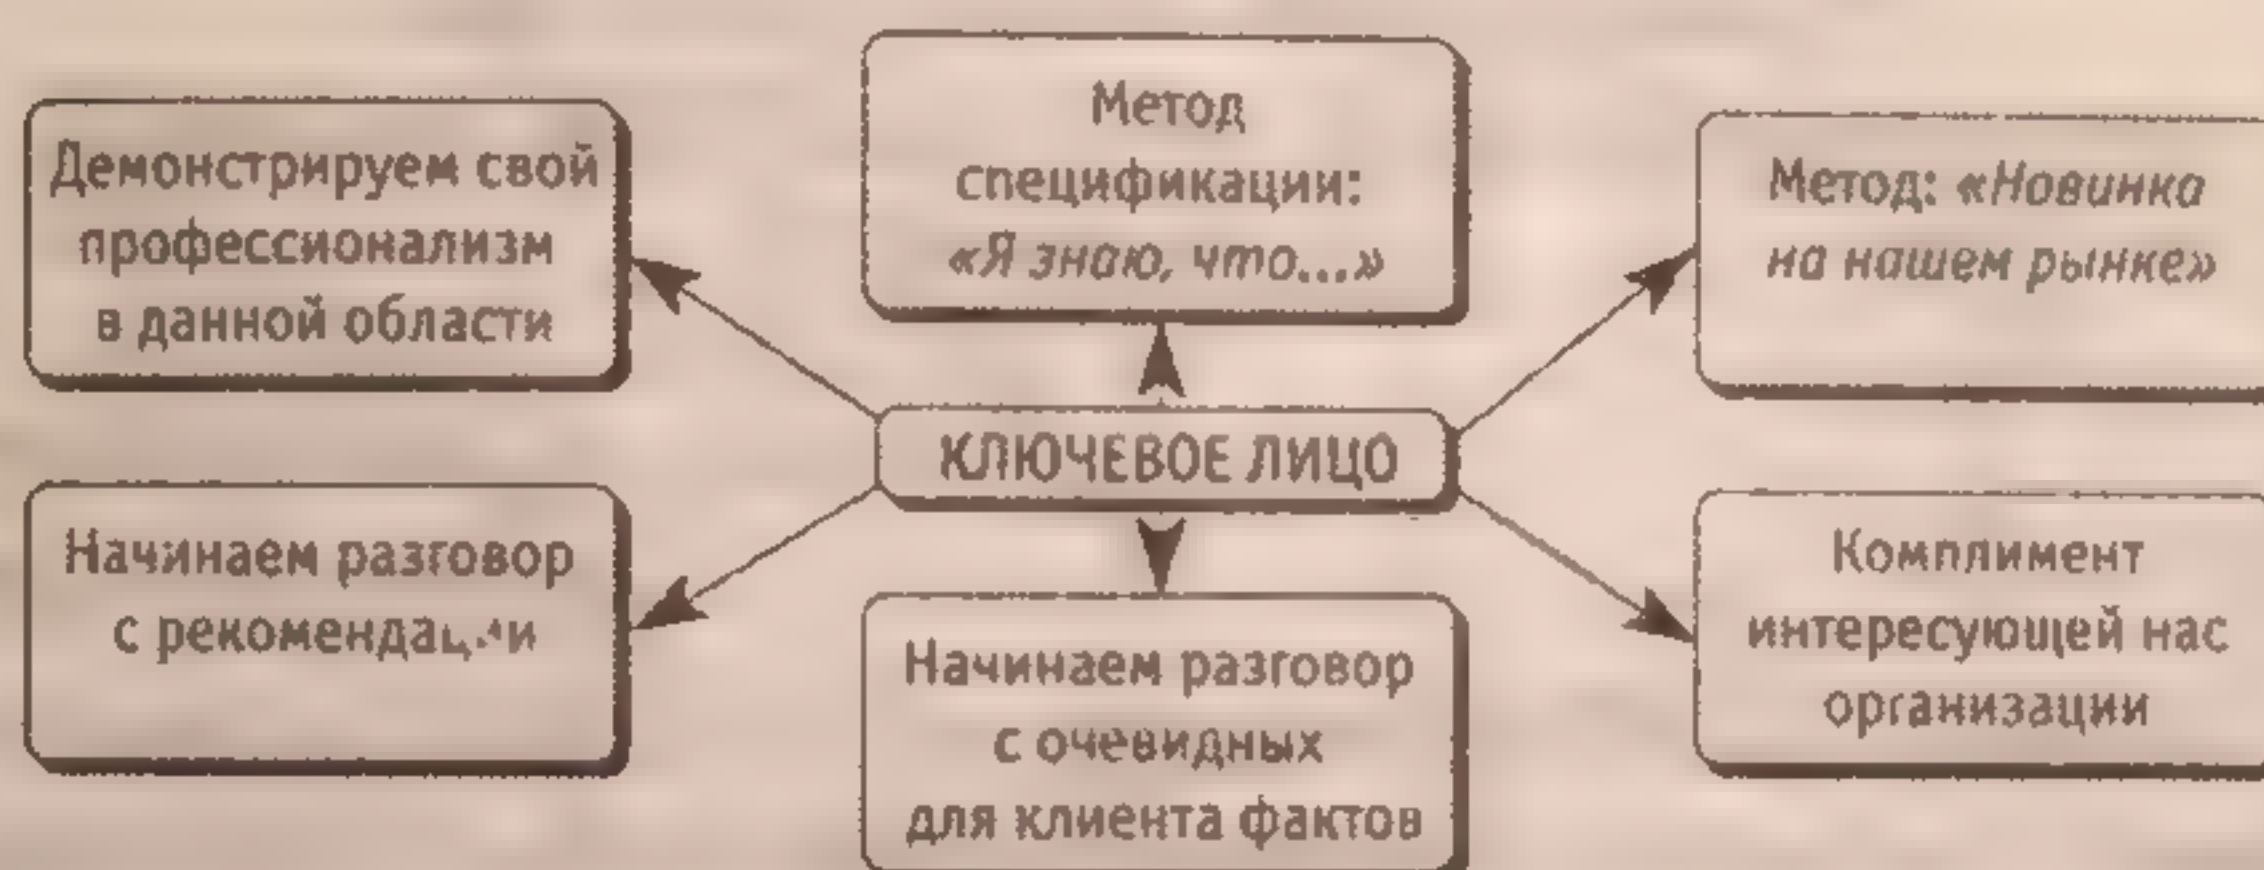 Демонстрируем свой
профессионализм
в данной области
Метод
спецификации:
«Я знаю, что...»
Метод: «Новинка
на нашем рынке»
КЛЮЧЕВОЕ ЛИЦО
Начинаем разговор
с рекомендации
Начинаем разговор
с очевидных
для клиента фактов
Комплимент
интересующей нас
организации